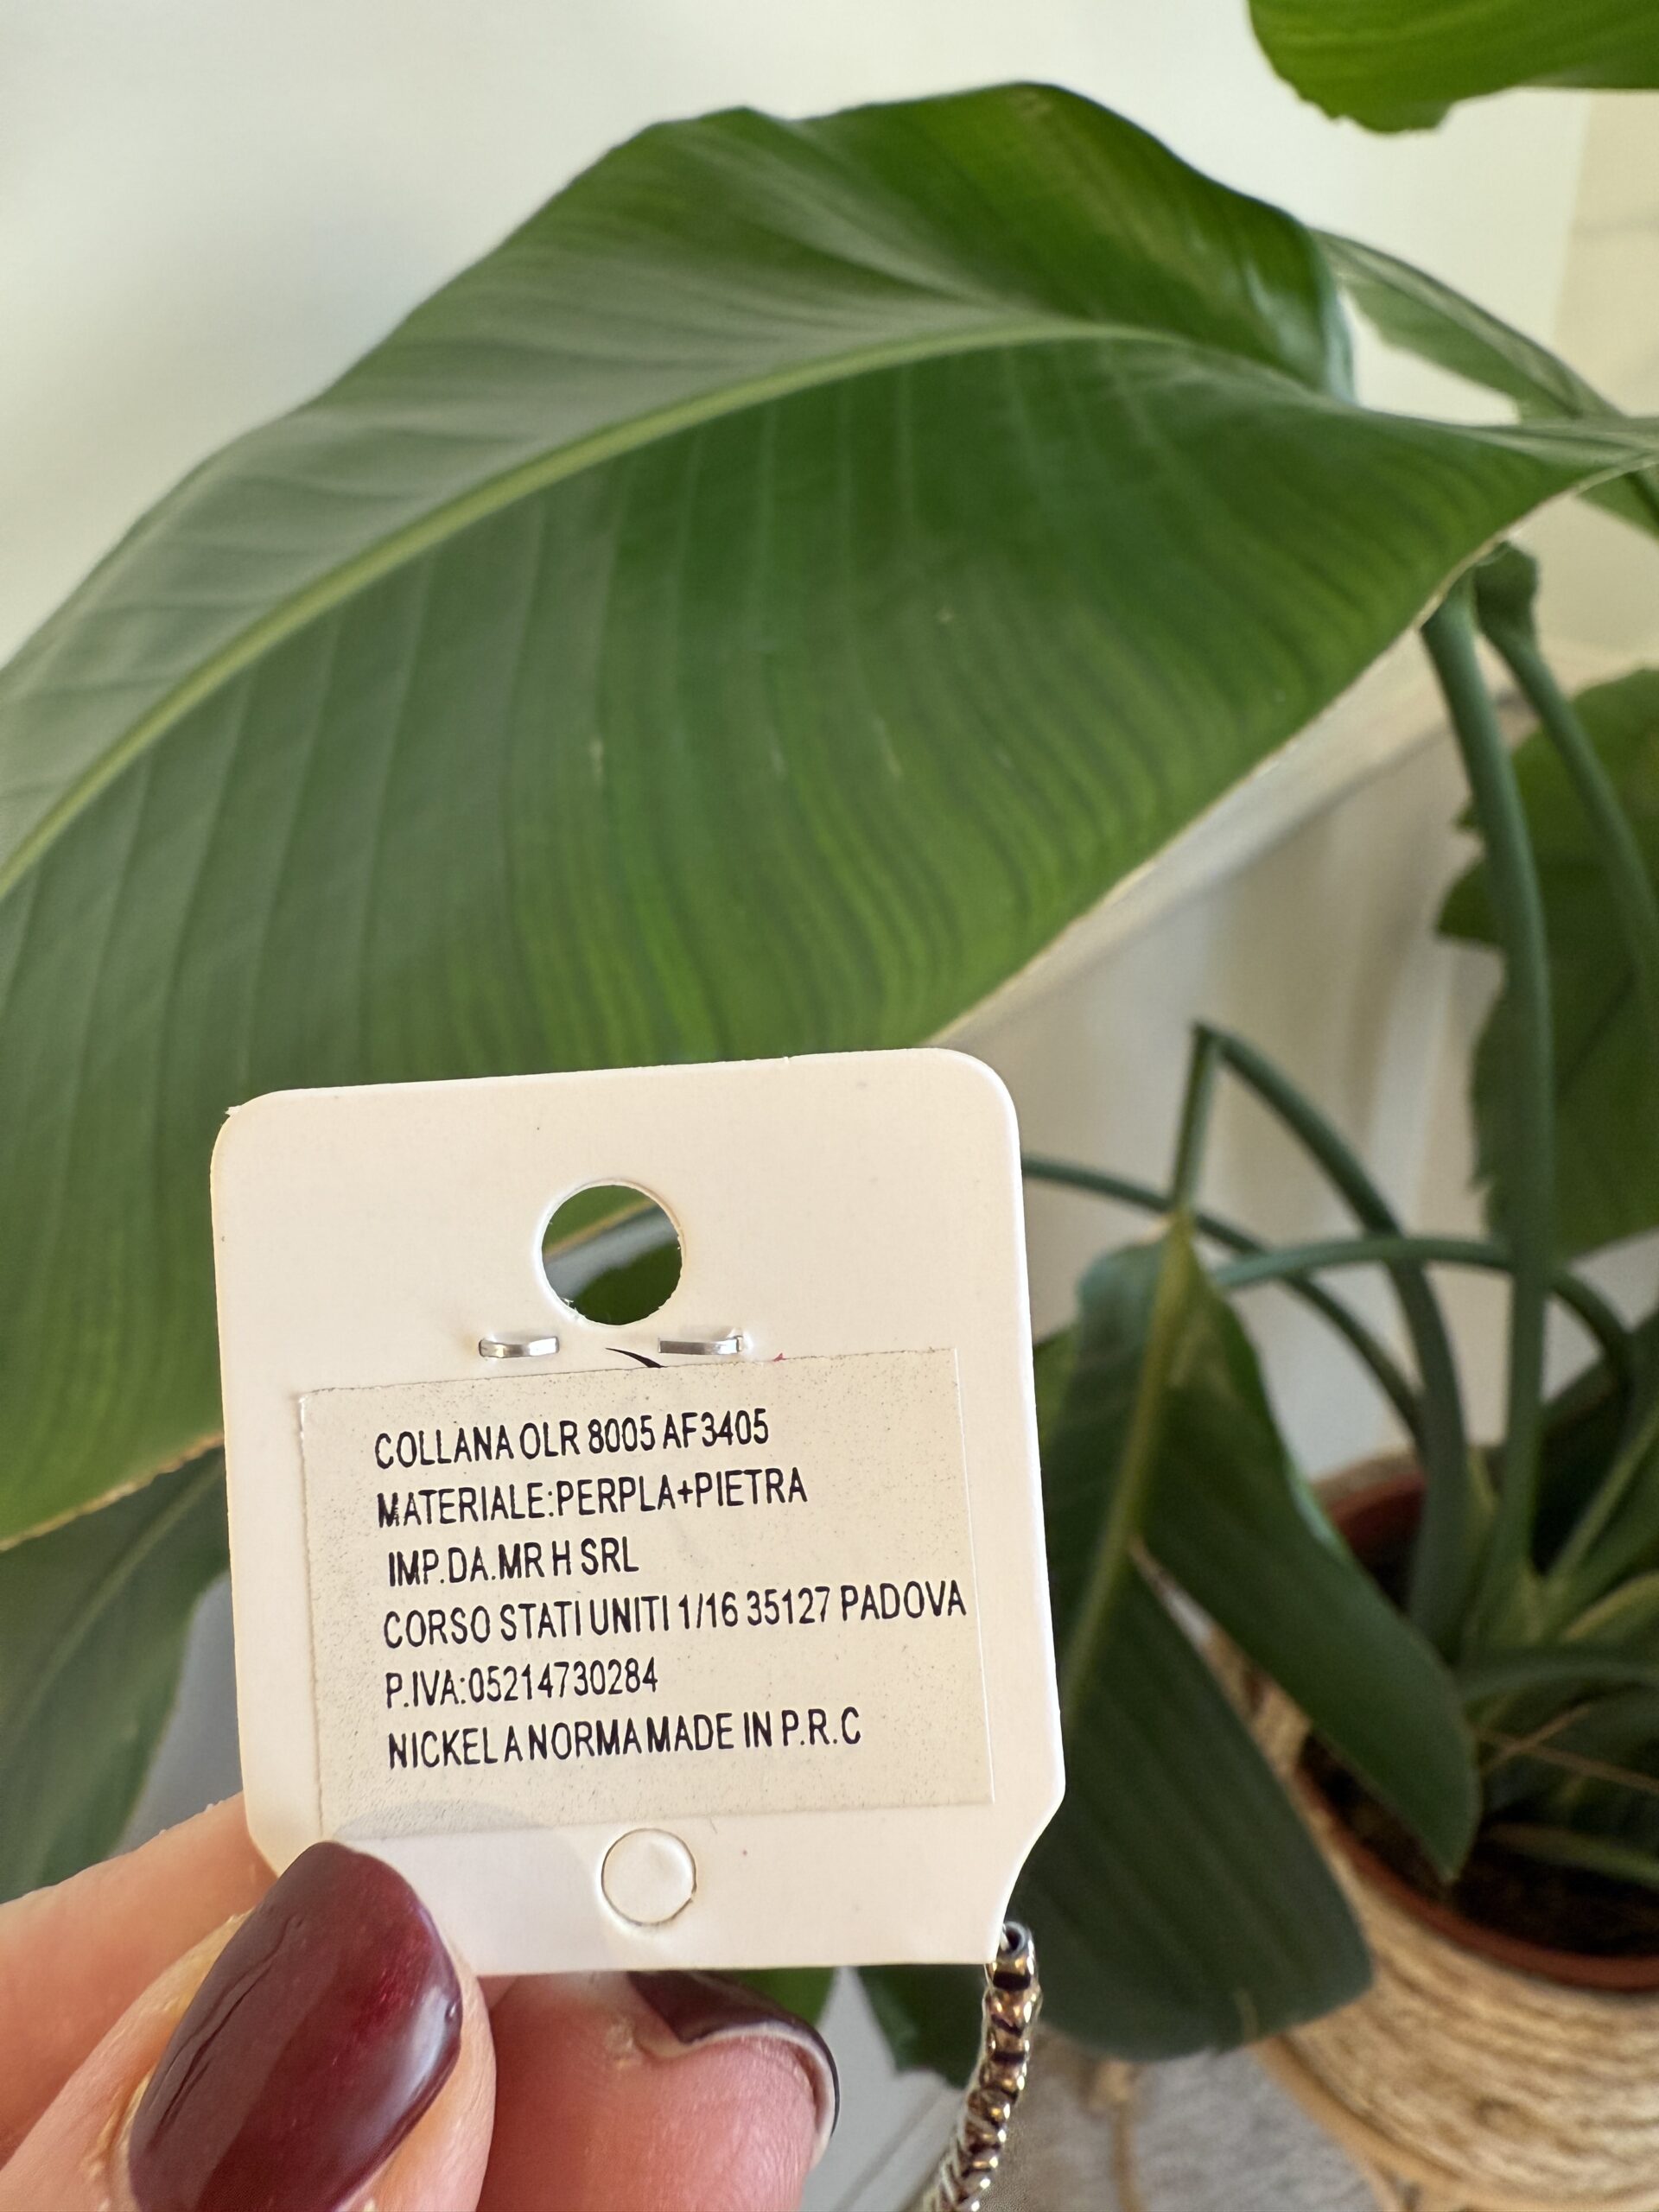 COLLANA OLR 8005 AF3405
MATERIALE:PERPLA+PIETRA
IMP.DA.MR H SRL
CORSO STATI UNITI 1/16 35127 PADOVA
P.IVA:05214730284
NICKEL A NORMA MADE IN P.R.C